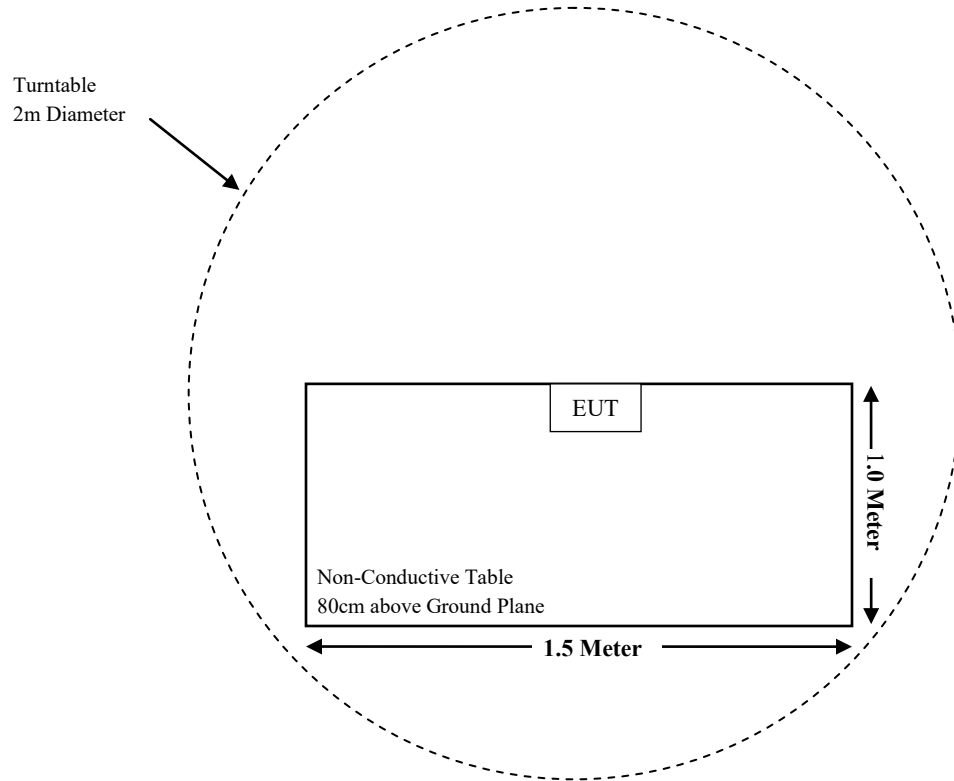 Turntable
2m Diameter
EUT
1.0 Meter
Non-Conductive Table
80cm above Ground Plane
1.5 Meter